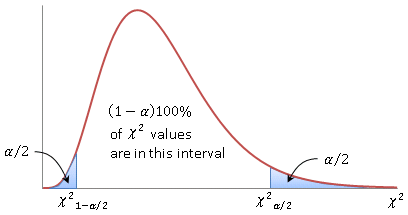 (1−α)100%
of χ² values
are in this interval
α/2
α/2
χ²₁₋α/₂
χ²α/₂
χ²